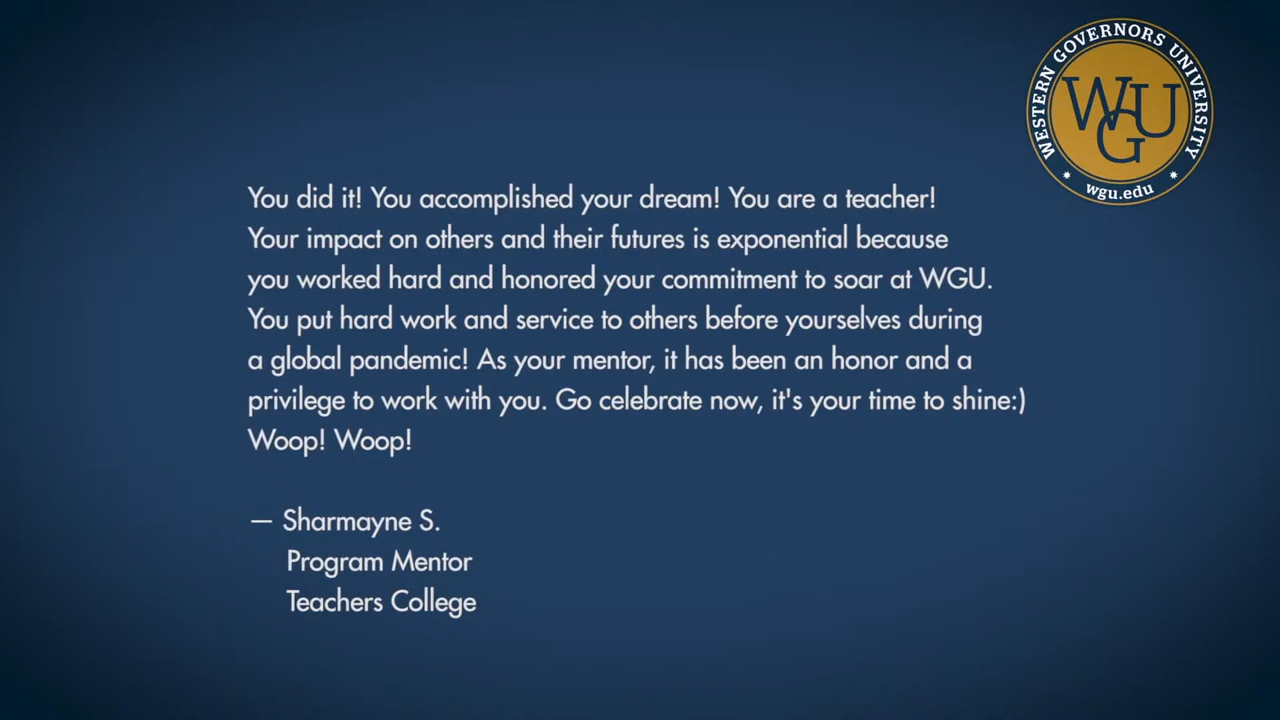 WESTERN GOVERNORS UNIVERSITY
WGU
wgu.edu
You did it! You accomplished your dream! You are a teacher!
Your impact on others and their futures is exponential because
you worked hard and honored your commitment to soar at WGU.
You put hard work and service to others before yourselves during
a global pandemic! As your mentor, it has been an honor and a
privilege to work with you. Go celebrate now, it's your time to shine:)
Woop! Woop!
— Sharmayne S.
Program Mentor
Teachers College